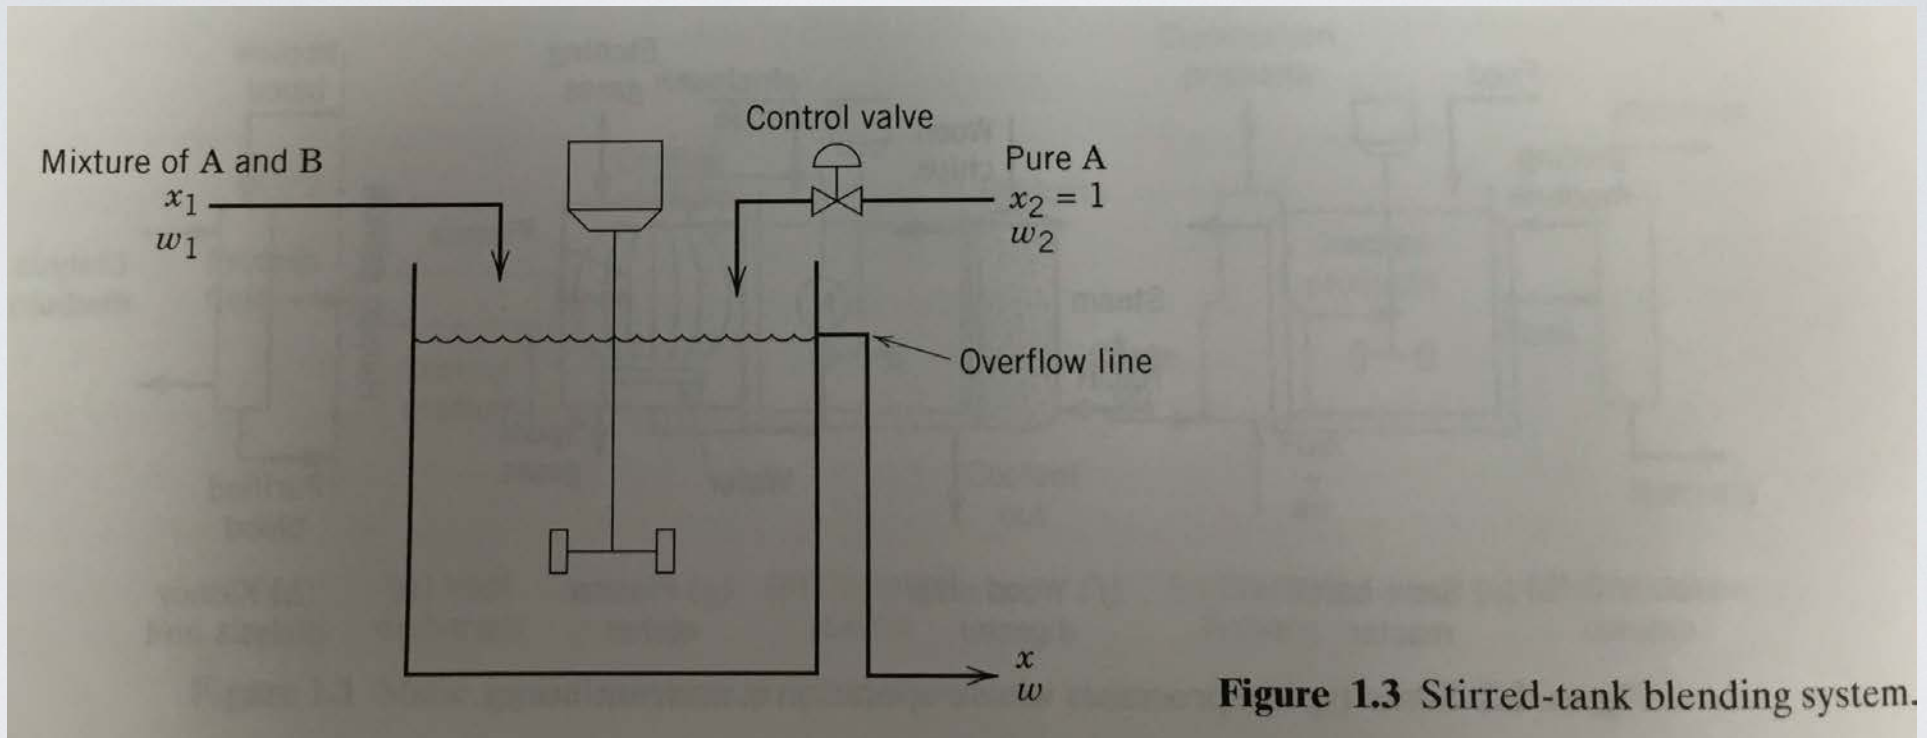 Control valve
Mixture of A and B
x1
w1
Pure A
x2 = 1
w2
Overflow line
x
w
Figure 1.3 Stirred-tank blending system.